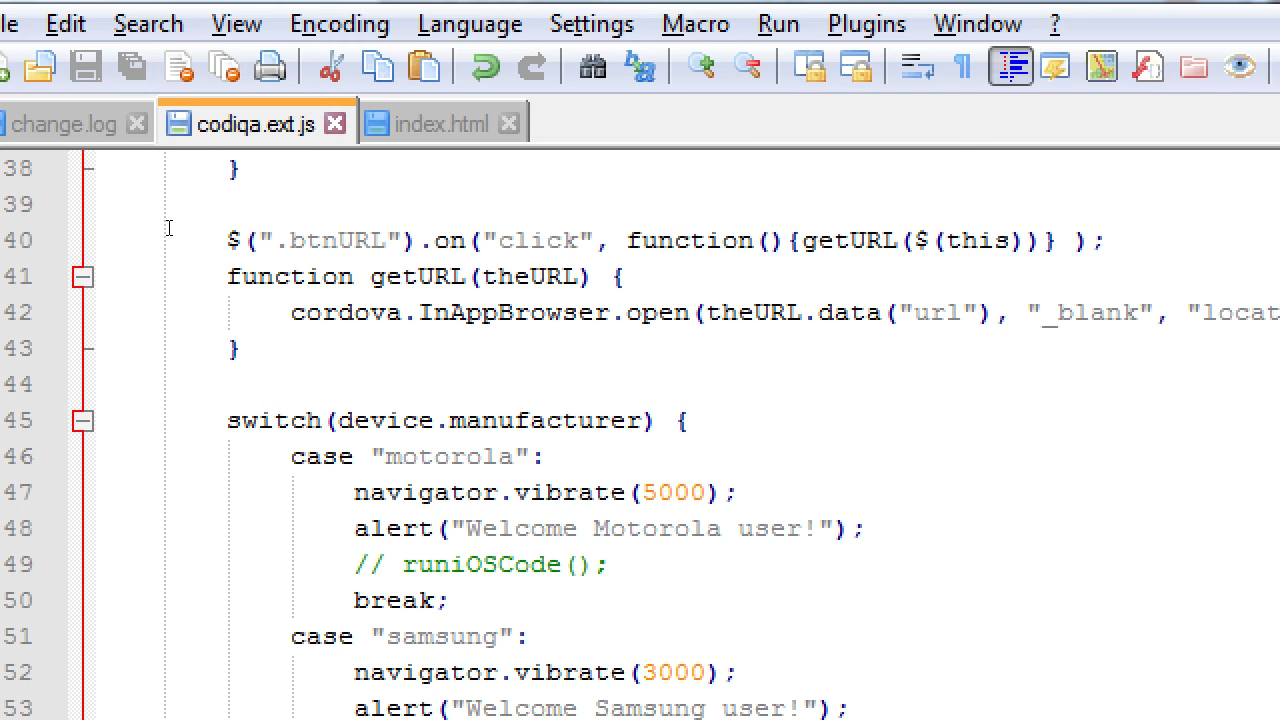 le Edit Search View Encoding Language Settings Macro Run Plugins Window ?
change.log codiqa.ext.js index.html
38 }
39
40 $(".btnURL").on("click", function(){getURL($(this))} );
41 function getURL(theURL) {
42 cordova.InAppBrowser.open(theURL.data("url"), "_blank", "locat
43 }
44
45 switch(device.manufacturer) {
46 case "motorola":
47 navigator.vibrate(5000);
48 alert("Welcome Motorola user!");
49 // runiOSCode();
50 break;
51 case "samsung":
52 navigator.vibrate(3000);
53 alert("Welcome Samsung user!");